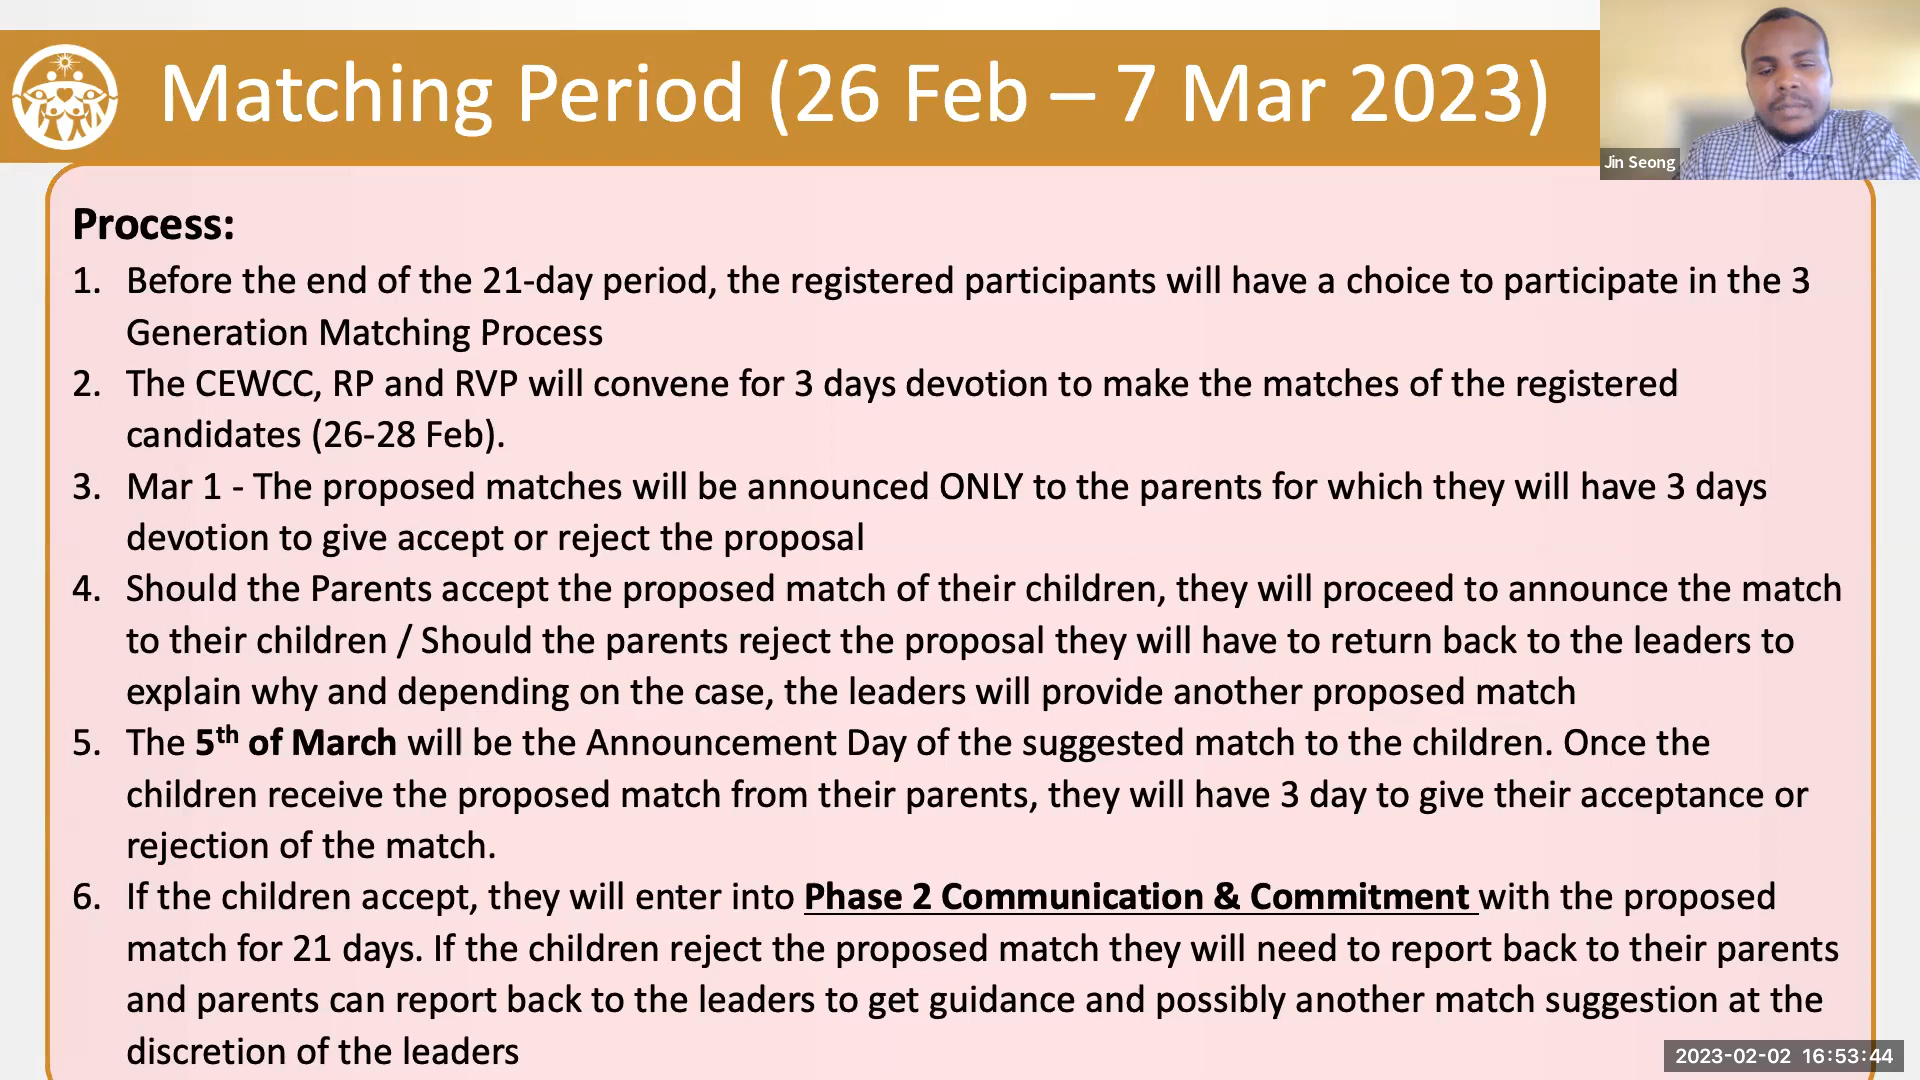 Matching Period (26 Feb – 7 Mar 2023)
Jin Seong
Process:
1. Before the end of the 21-day period, the registered participants will have a choice to participate in the 3
Generation Matching Process
2. The CEWCC, RP and RVP will convene for 3 days devotion to make the matches of the registered
candidates (26-28 Feb).
3. Mar 1 - The proposed matches will be announced ONLY to the parents for which they will have 3 days
devotion to give accept or reject the proposal
4. Should the Parents accept the proposed match of their children, they will proceed to announce the match
to their children / Should the parents reject the proposal they will have to return back to the leaders to
explain why and depending on the case, the leaders will provide another proposed match
5. The 5th of March will be the Announcement Day of the suggested match to the children. Once the
children receive the proposed match from their parents, they will have 3 day to give their acceptance or
rejection of the match.
6. If the children accept, they will enter into Phase 2 Communication & Commitment with the proposed
match for 21 days. If the children reject the proposed match they will need to report back to their parents
and parents can report back to the leaders to get guidance and possibly another match suggestion at the
discretion of the leaders
2023-02-02 16:53:44